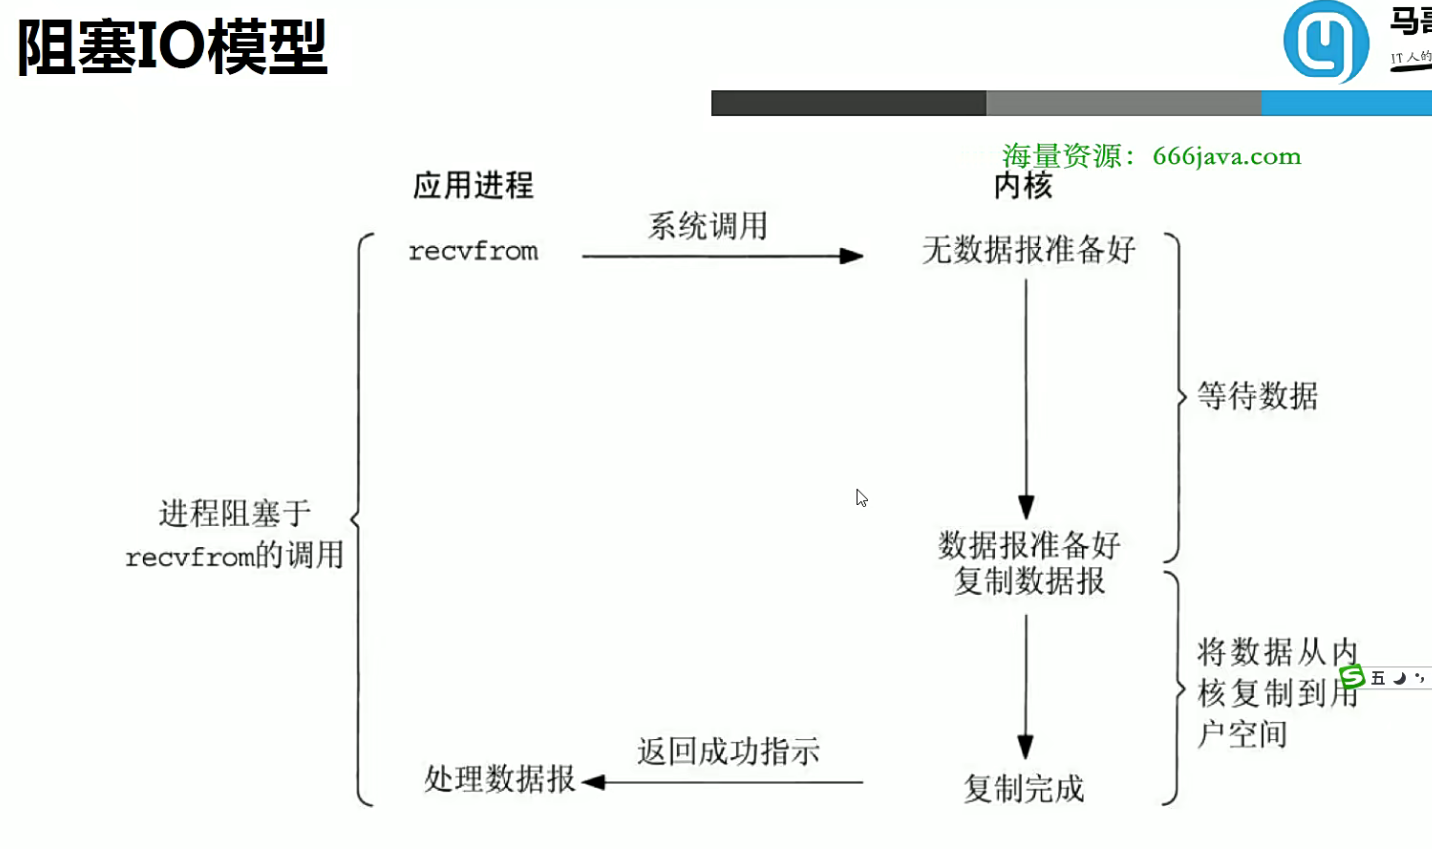 阻塞IO模型
马哥
IT人的
海量资源：666java.com
应用进程
内核
系统调用
recvfrom
无数据报准备好
等待数据
进程阻塞于
recvfrom的调用
数据报准备好
复制数据报
将数据从内
核复制到用
户空间
五
返回成功指示
处理数据报
复制完成